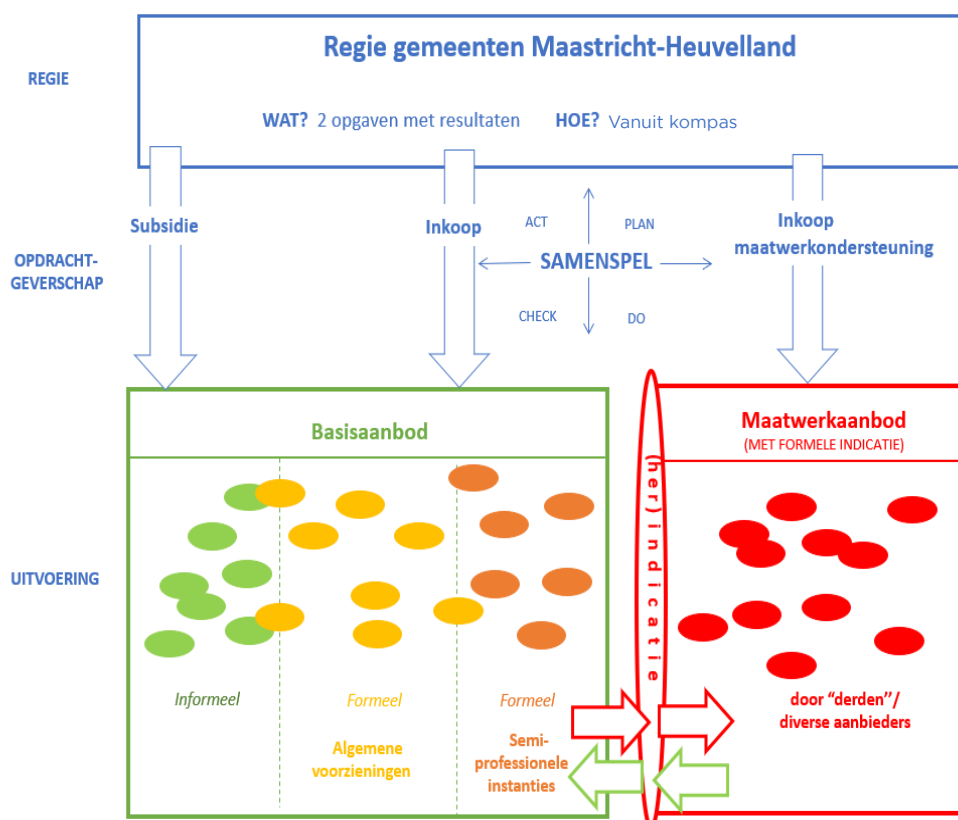 Regie gemeenten Maastricht-Heuvelland
REGIE
WAT? 2 opgaven met resultaten HOE? Vanuit kompas
Subsidie
Inkoop
ACT
PLAN
Inkoop
maatwerkondersteuning
OPDRACHT-
GEVERSCHAP
SAMENSPEL
CHECK
DO
Basisaanbod
Maatwerkaanbod
(MET FORMELE INDICATIE)
(her)indicatie
UITVOERING
Informeel
Formeel
Formeel
Algemene
voorzieningen
Semi-
professionele
instanties
door “derden”/
diverse aanbieders